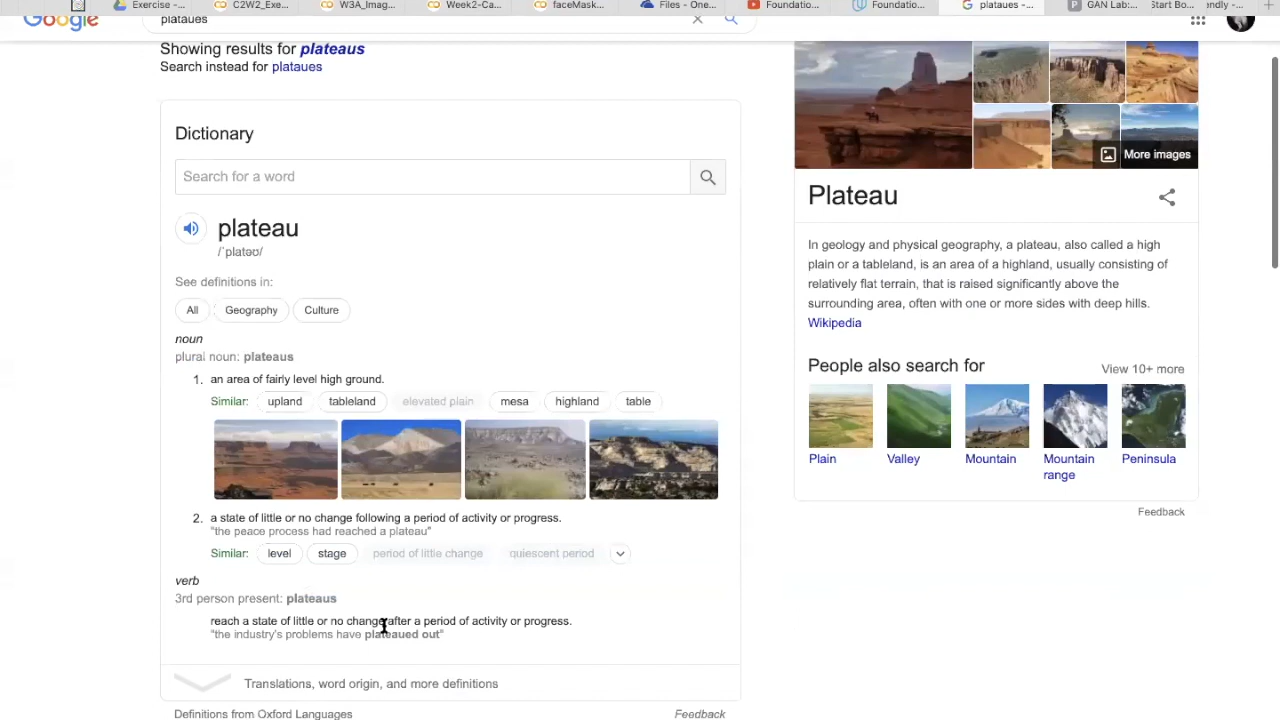 Exercise -...
C2W2_Exe...
W3A_Imag...
Week2-Ca...
faceMask...
Files - One...
Foundatio...
Foundatio...
plataues -...
GAN Lab:...
Start Bo...
endly -...
Google
plataues
Showing results for plateaus
Search instead for plataues
Dictionary
Search for a word
plateau
/ˈplatəʊ/
See definitions in:
All
Geography
Culture
noun
plural noun: plateaus
1. an area of fairly level high ground.
Similar: upland tableland elevated plain mesa highland table
2. a state of little or no change following a period of activity or progress.
"the peace process had reached a plateau"
Similar: level stage period of little change quiescent period
verb
3rd person present: plateaus
reach a state of little or no change after a period of activity or progress.
"the industry's problems have plateaued out"
Translations, word origin, and more definitions
Definitions from Oxford Languages
Feedback
More images
Plateau
In geology and physical geography, a plateau, also called a high
plain or a tableland, is an area of a highland, usually consisting of
relatively flat terrain, that is raised significantly above the
surrounding area, often with one or more sides with deep hills.
Wikipedia
People also search for
View 10+ more
Plain
Valley
Mountain
Mountain
range
Peninsula
Feedback